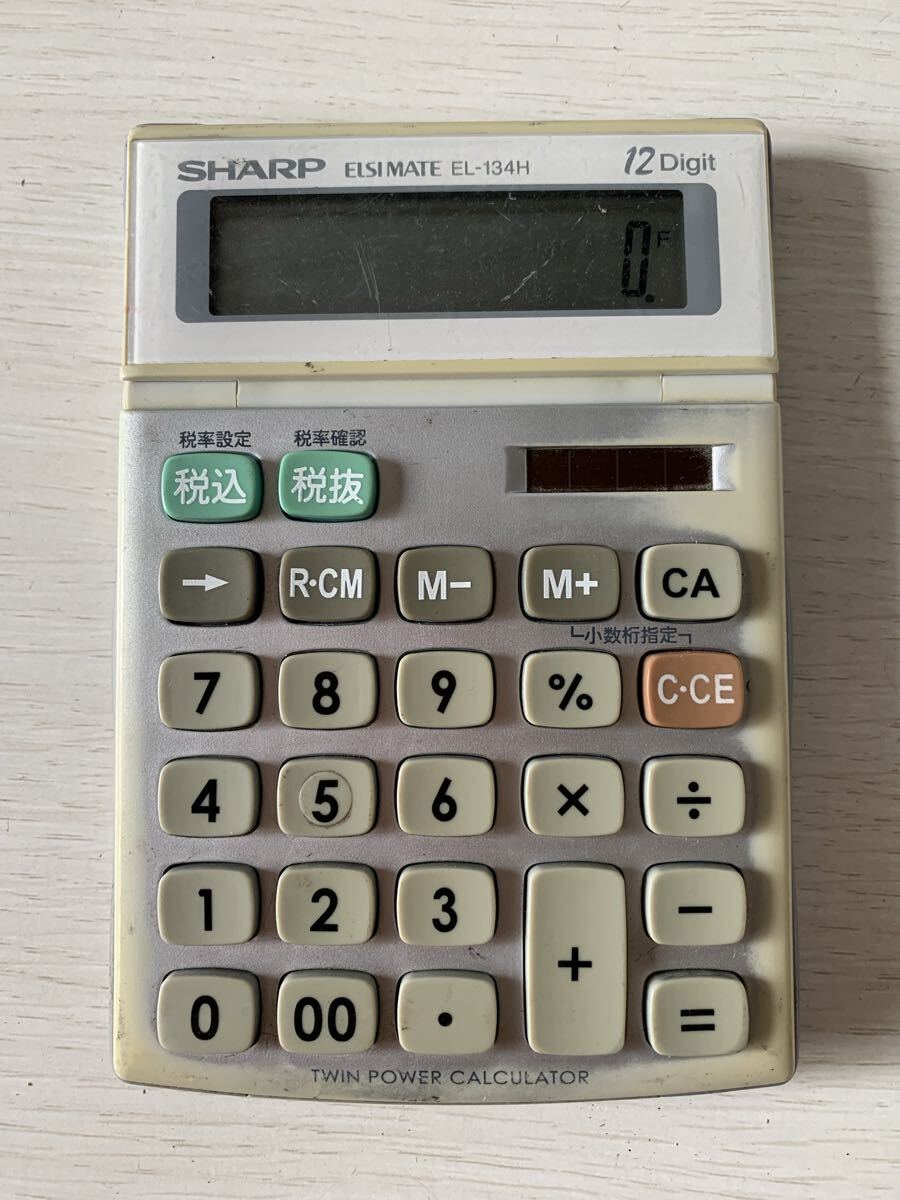 SHARP ELSI MATE EL-134H 12 Digit
0. F
税率設定 税率確認
税込 税抜
→ R・CM M− M+ CA
└小数桁指定┐
7 8 9 % C・CE
4 5 6 × ÷
1 2 3 + −
0 00 • =
TWIN POWER CALCULATOR